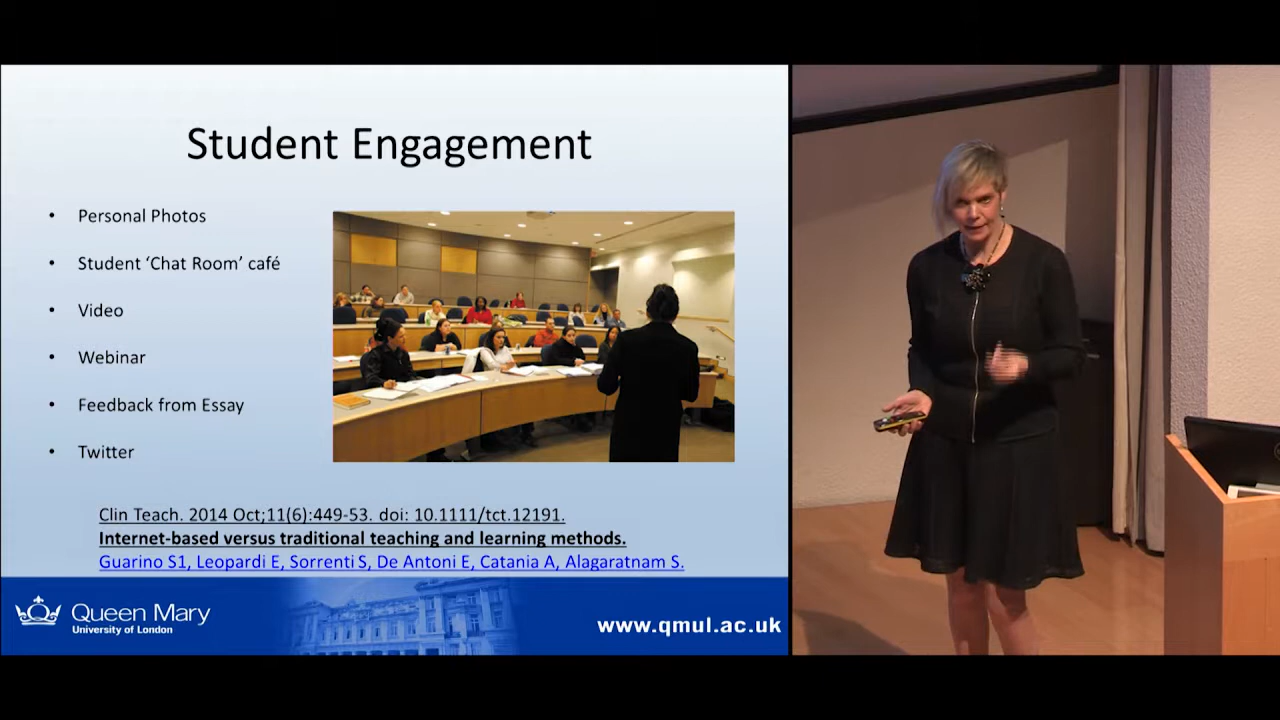 Student Engagement
• Personal Photos
• Student ‘Chat Room’ café
• Video
• Webinar
• Feedback from Essay
• Twitter
Clin Teach. 2014 Oct;11(6):449-53. doi: 10.1111/tct.12191.
Internet-based versus traditional teaching and learning methods.
Guarino S1, Leopardi E, Sorrenti S, De Antoni E, Catania A, Alagaratnam S.
Queen Mary
University of London
www.qmul.ac.uk